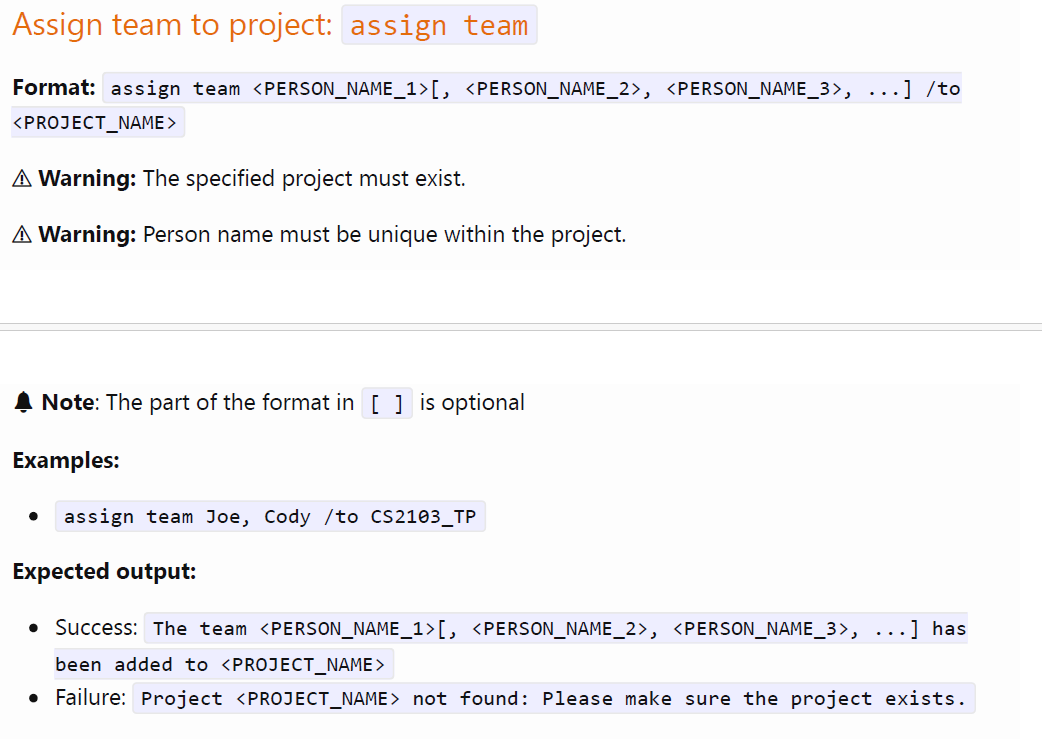 Assign team to project: assign team
Format: assign team <PERSON_NAME_1>[, <PERSON_NAME_2>, <PERSON_NAME_3>, ...] /to
<PROJECT_NAME>
⚠ Warning: The specified project must exist.
⚠ Warning: Person name must be unique within the project.
🔔 Note: The part of the format in [ ] is optional
Examples:
• assign team Joe, Cody /to CS2103_TP
Expected output:
• Success: The team <PERSON_NAME_1>[, <PERSON_NAME_2>, <PERSON_NAME_3>, ...] has
been added to <PROJECT_NAME>
• Failure: Project <PROJECT_NAME> not found: Please make sure the project exists.